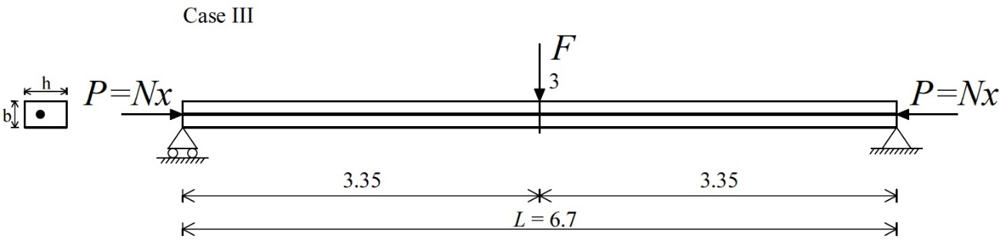 Case III
F
3
h
b
P=Nx
P=Nx
3.35
3.35
L = 6.7